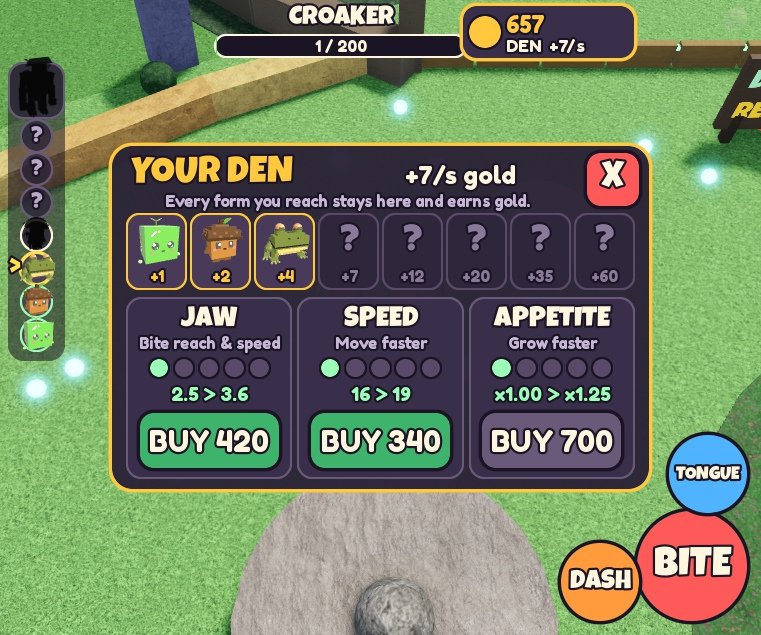 CROAKER
1 / 200
657
DEN +7/s
RE
?
?
?
YOUR DEN
+7/s gold
X
Every form you reach stays here and earns gold.
+1
+2
+4
? +7
? +12
? +20
? +35
? +60
JAW
Bite reach & speed
2.5 > 3.6
BUY 420
SPEED
Move faster
16 > 19
BUY 340
APPETITE
Grow faster
x1.00 > x1.25
BUY 700
TONGUE
BITE
DASH